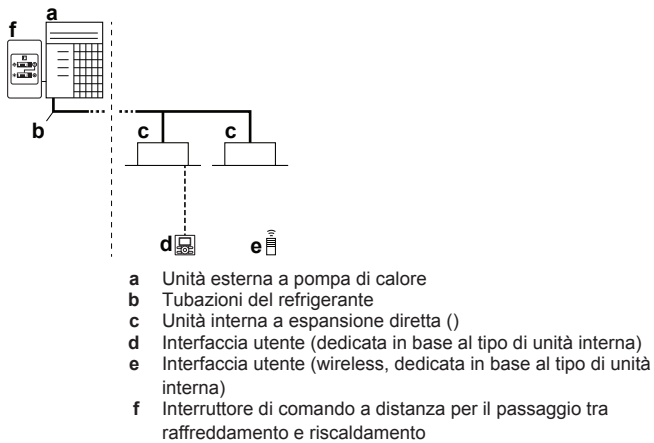 a
f
b
c
c
d
e
a Unità esterna a pompa di calore
b Tubazioni del refrigerante
c Unità interna a espansione diretta ()
d Interfaccia utente (dedicata in base al tipo di unità interna)
e Interfaccia utente (wireless, dedicata in base al tipo di unità
interna)
f Interruttore di comando a distanza per il passaggio tra
raffreddamento e riscaldamento